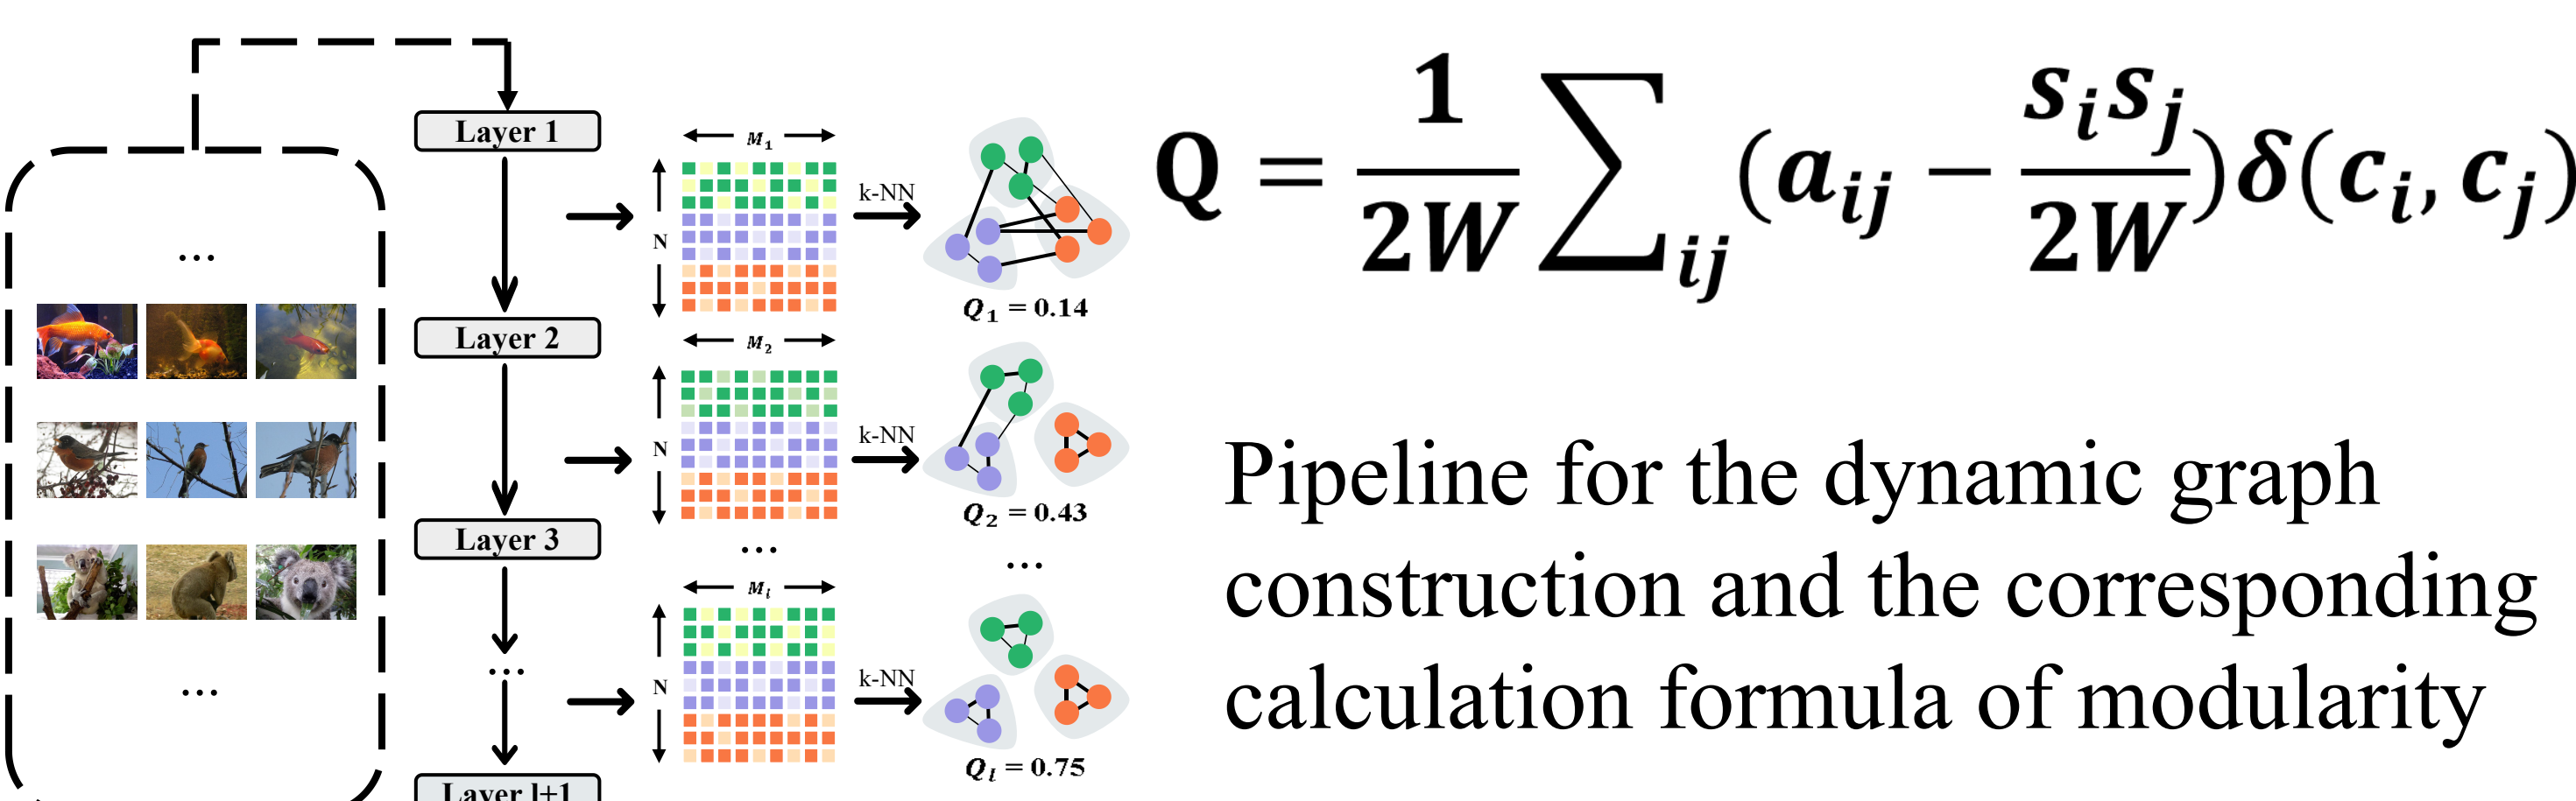 ...
...
Layer 1
Layer 2
Layer 3
...
Layer l+1
M₁
N
k-NN
Q₁ = 0.14
M₂
N
k-NN
Q₂ = 0.43
...
...
Mₗ
N
k-NN
Qₗ = 0.75
Q = 1/2W ∑ᵢⱼ (aᵢⱼ − sᵢsⱼ/2W)δ(cᵢ, cⱼ)
Pipeline for the dynamic graph
construction and the corresponding
calculation formula of modularity